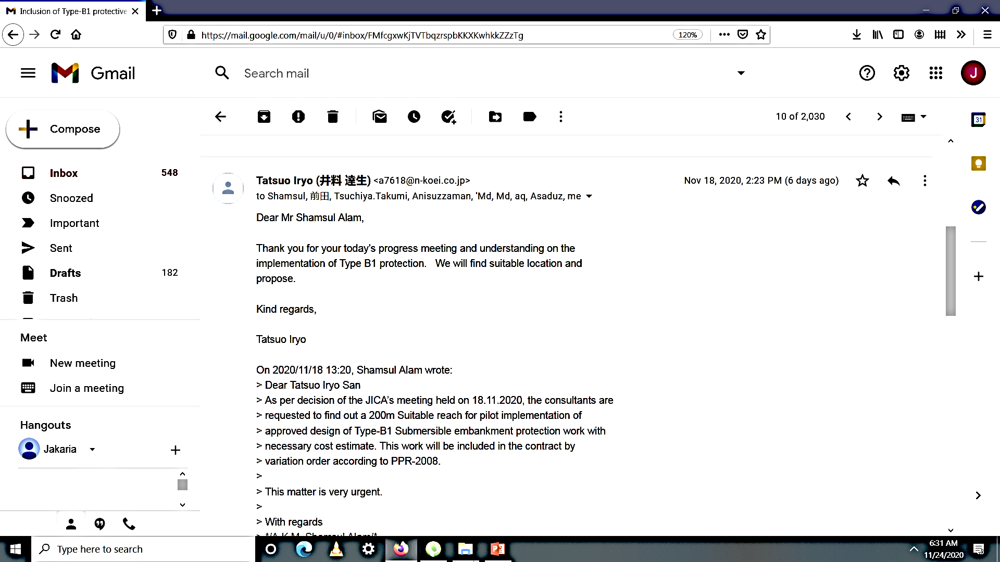 Inclusion of Type-B1 protective
https://mail.google.com/mail/u/0/#inbox/FMfcgxwKjTVTbqzrspbKKXKwhkkZZzTg
120%
Gmail
Search mail
J
Compose
10 of 2,030
31
Inbox 548
Snoozed
Important
Sent
Drafts 182
Trash
Meet
New meeting
Join a meeting
Hangouts
Jakaria
Tatsuo Iryo (井料 達生) <a7618@n-koei.co.jp>
Nov 18, 2020, 2:23 PM (6 days ago)
to Shamsul, 前田, Tsuchiya.Takumi, Anisuzzaman, 'Md, Md, aq, Asaduz, me
Dear Mr Shamsul Alam,
Thank you for your today's progress meeting and understanding on the
implementation of Type B1 protection.   We will find suitable location and
propose.
Kind regards,
Tatsuo Iryo
On 2020/11/18 13:20, Shamsul Alam wrote:
> Dear Tatsuo Iryo San
> As per decision of the JICA's meeting held on 18.11.2020, the consultants are
> requested to find out a 200m Suitable reach for pilot implementation of
> approved design of Type-B1 Submersible embankment protection work with
> necessary cost estimate. This work will be included in the contract by
> variation order according to PPR-2008.
>
> This matter is very urgent.
>
> With regards
> */A.K.M. Shamsul Alam/*
Type here to search
6:31 AM
11/24/2020